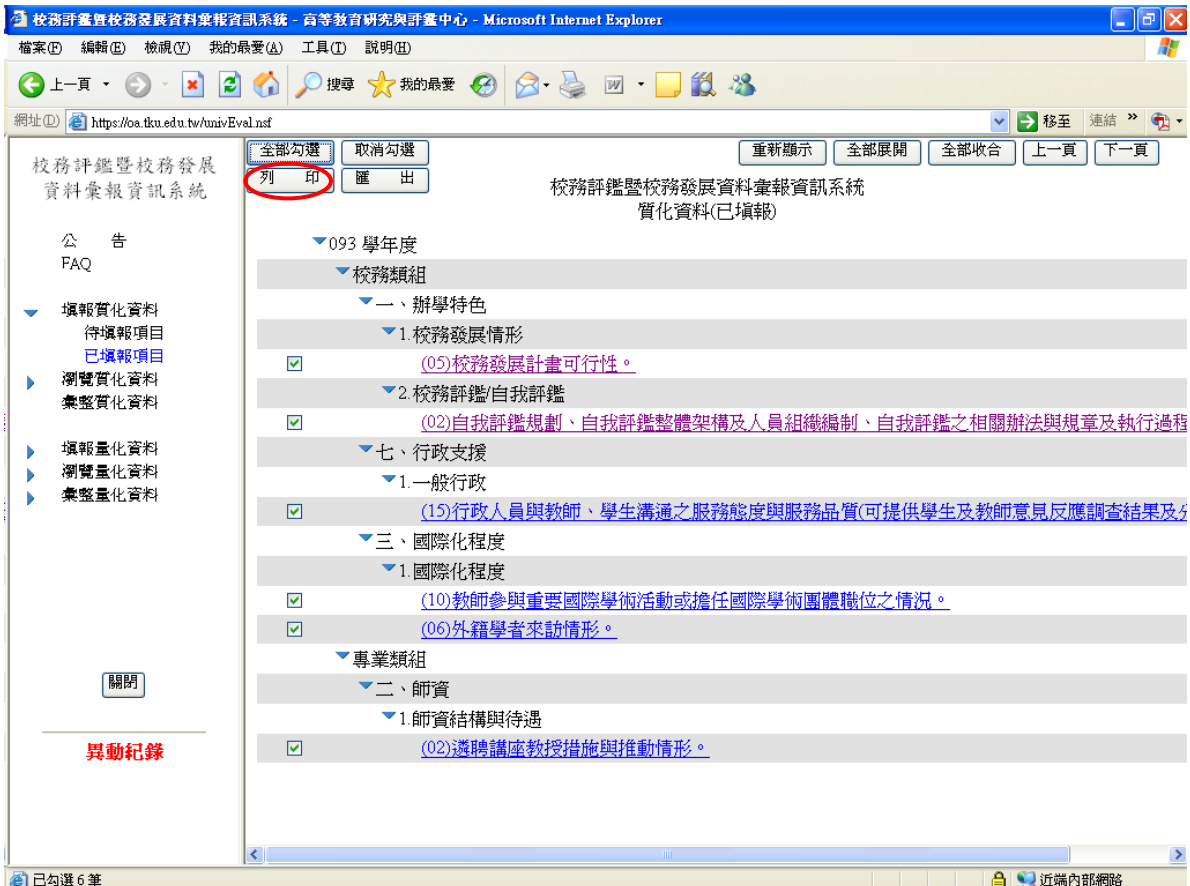 校務評鑑暨校務發展資料彙報資訊系統 - 高等教育研究與評鑑中心 - Microsoft Internet Explorer
檔案(F) 編輯(E) 檢視(V) 我的最愛(A) 工具(T) 說明(H)
上一頁 搜尋 我的最愛
網址(D) https://oa.tku.edu.tw/univEval.nsf 移至 連結 »
校務評鑑暨校務發展
資料彙報資訊系統
公 告
FAQ
填報質化資料
待填報項目
已填報項目
瀏覽質化資料
彙整質化資料
填報量化資料
瀏覽量化資料
彙整量化資料
關閉
異動紀錄
全部勾選 取消勾選 重新顯示 全部展開 全部收合 上一頁 下一頁
列 印 匯 出
校務評鑑暨校務發展資料彙報資訊系統
質化資料(已填報)
093 學年度
校務類組
一、辦學特色
1.校務發展情形
(05)校務發展計畫可行性。
2.校務評鑑/自我評鑑
(02)自我評鑑規劃、自我評鑑整體架構及人員組織編制、自我評鑑之相關辦法與規章及執行過程
七、行政支援
1.一般行政
(15)行政人員與教師、學生溝通之服務態度與服務品質(可提供學生及教師意見反應調查結果及分
三、國際化程度
1.國際化程度
(10)教師參與重要國際學術活動或擔任國際學術團體職位之情況。
(06)外籍學者來訪情形。
專業類組
二、師資
1.師資結構與待遇
(02)遴聘講座教授措施與推動情形。
已勾選 6 筆 近端內部網路